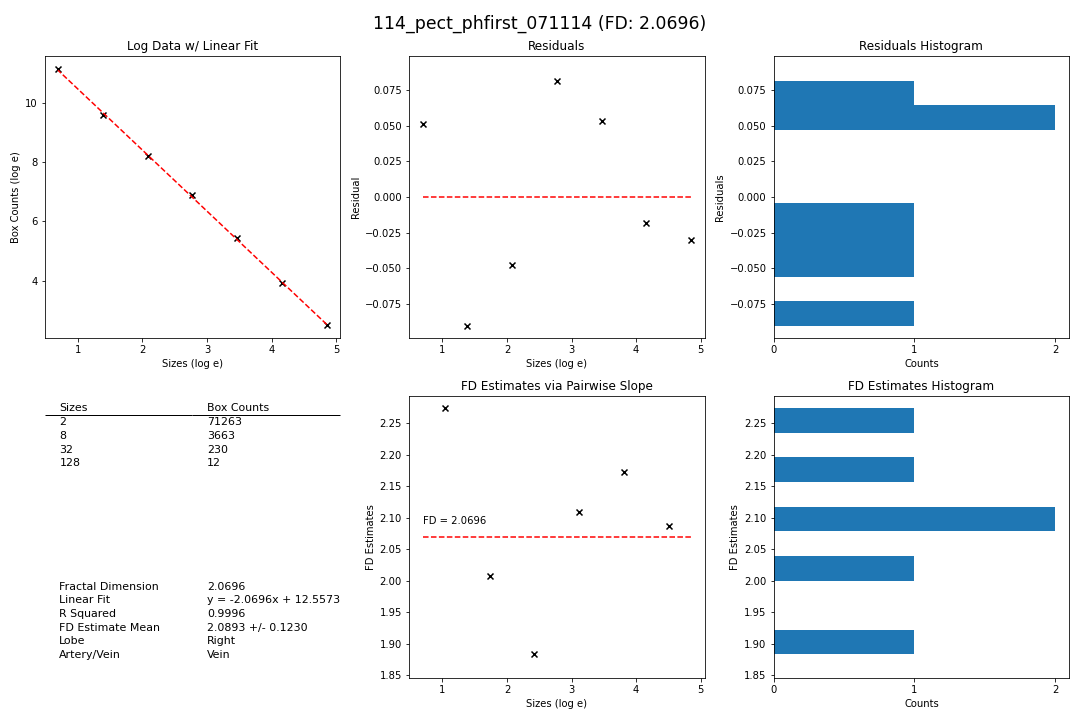 114_pect_phfirst_071114 (FD: 2.0696)
Log Data w/ Linear Fit
Box Counts (log e)
10
8
6
4
1 2 3 4 5
Sizes (log e)
Residuals
Residual
0.075
0.050
0.025
0.000
−0.025
−0.050
−0.075
1 2 3 4 5
Sizes (log e)
Residuals Histogram
Residuals
0.075
0.050
0.025
0.000
−0.025
−0.050
−0.075
0 1 2
Counts
Sizes Box Counts
2 71263
8 3663
32 230
128 12
Fractal Dimension 2.0696
Linear Fit y = -2.0696x + 12.5573
R Squared 0.9996
FD Estimate Mean 2.0893 +/- 0.1230
Lobe Right
Artery/Vein Vein
FD Estimates via Pairwise Slope
FD Estimates
2.25
2.20
2.15
2.10
2.05
2.00
1.95
1.90
1.85
FD = 2.0696
1 2 3 4 5
Sizes (log e)
FD Estimates Histogram
FD Estimates
2.25
2.20
2.15
2.10
2.05
2.00
1.95
1.90
1.85
0 1 2
Counts